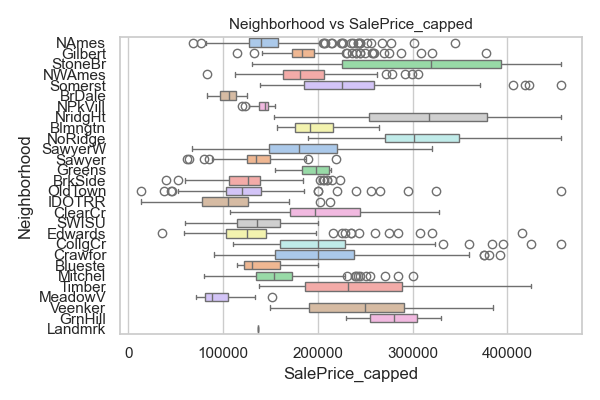 Neighborhood vs SalePrice_capped
NAmes
Gilbert
StoneBr
NWAmes
Somerst
BrDale
NPkVill
NridgHt
Blmngtn
NoRidge
SawyerW
Sawyer
Greens
BrkSide
OldTown
IDOTRR
ClearCr
SWISU
Edwards
CollgCr
Crawfor
Blueste
Mitchel
Timber
MeadowV
Veenker
GrnHill
Landmrk
Neighborhood
0 100000 200000 300000 400000
SalePrice_capped